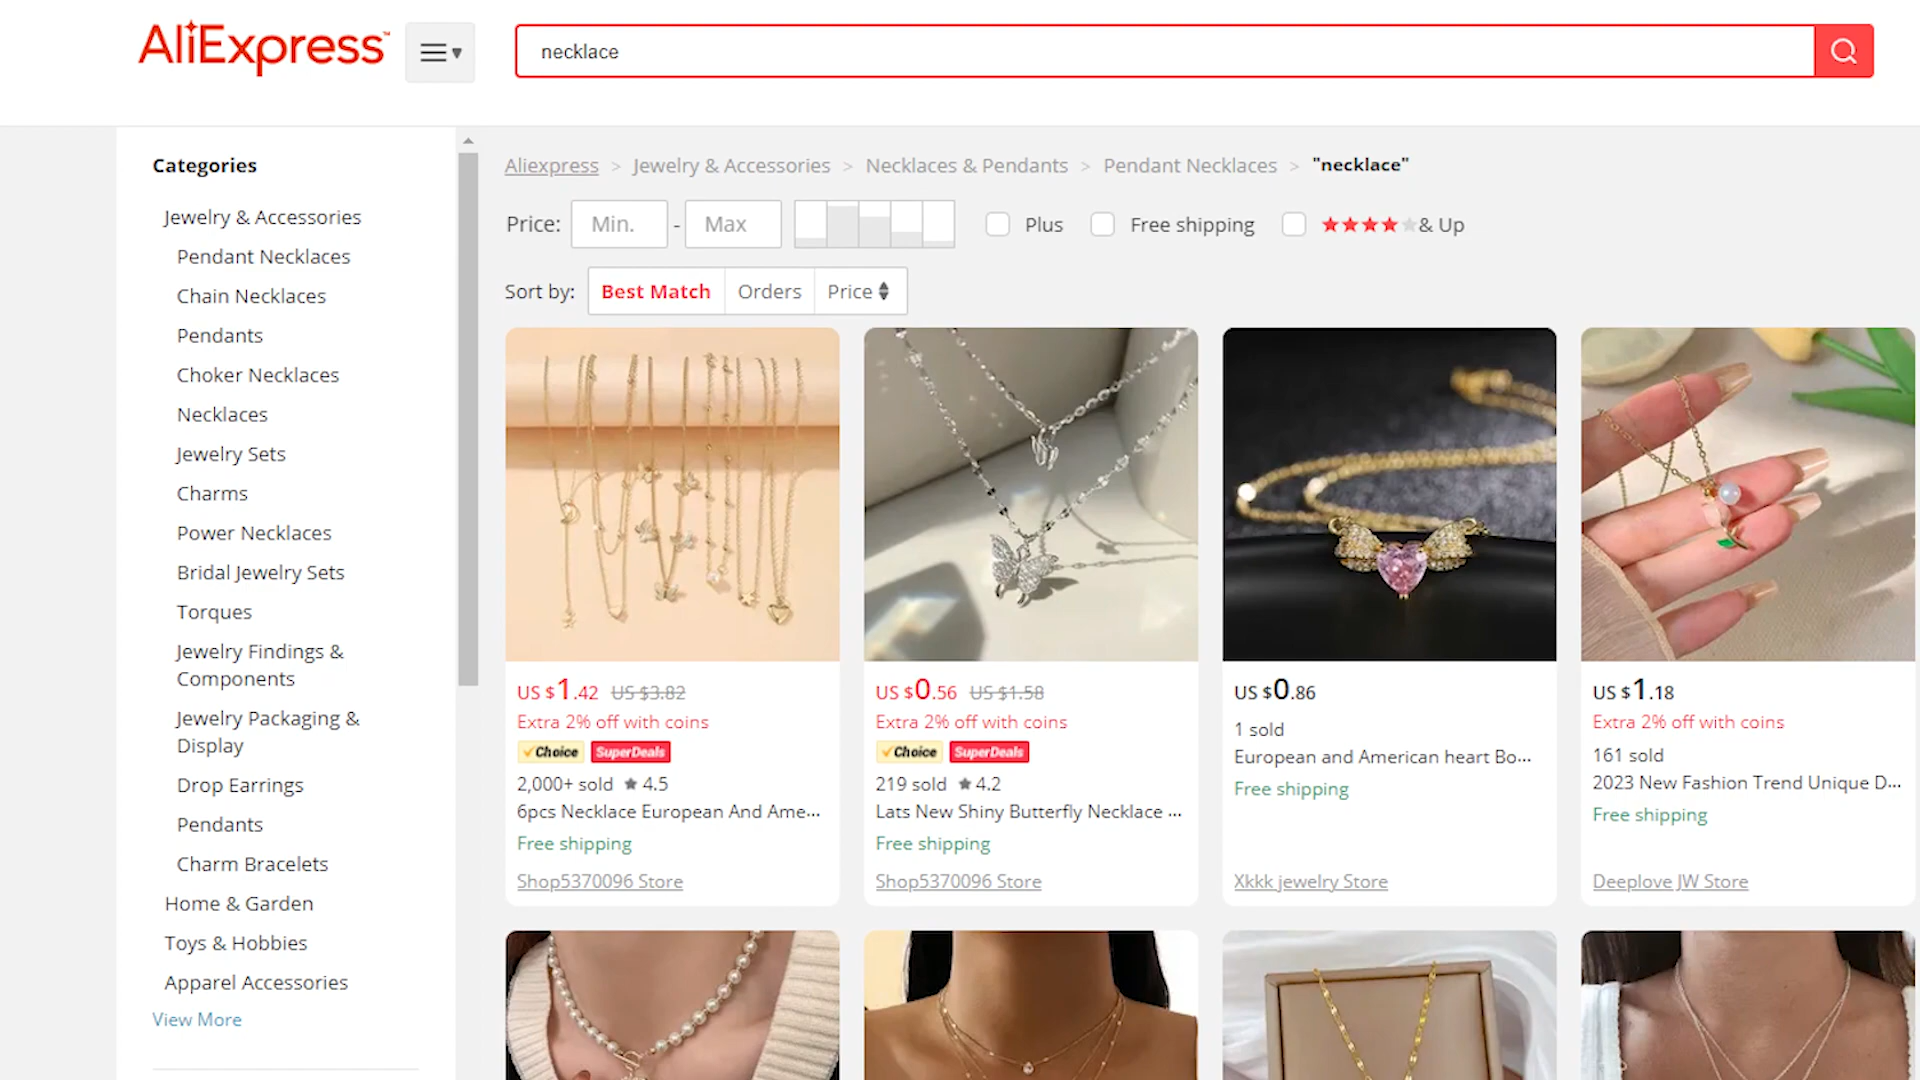 AliExpress™
necklace
Categories
Jewelry & Accessories
Pendant Necklaces
Chain Necklaces
Pendants
Choker Necklaces
Necklaces
Jewelry Sets
Charms
Power Necklaces
Bridal Jewelry Sets
Torques
Jewelry Findings &
Components
Jewelry Packaging &
Display
Drop Earrings
Pendants
Charm Bracelets
Home & Garden
Toys & Hobbies
Apparel Accessories
View More
Aliexpress > Jewelry & Accessories > Necklaces & Pendants > Pendant Necklaces > "necklace"
Price: Min. - Max Plus Free shipping & Up
Sort by: Best Match Orders Price
US $1.42 US $3.82
Extra 2% off with coins
Choice SuperDeals
2,000+ sold ★ 4.5
6pcs Necklace European And Ame...
Free shipping
Shop5370096 Store
US $0.56 US $1.58
Extra 2% off with coins
Choice SuperDeals
219 sold ★ 4.2
Lats New Shiny Butterfly Necklace ...
Free shipping
Shop5370096 Store
US $0.86
1 sold
European and American heart Bo...
Free shipping
Xkkk jewelry Store
US $1.18
Extra 2% off with coins
161 sold
2023 New Fashion Trend Unique D...
Free shipping
Deeplove JW Store